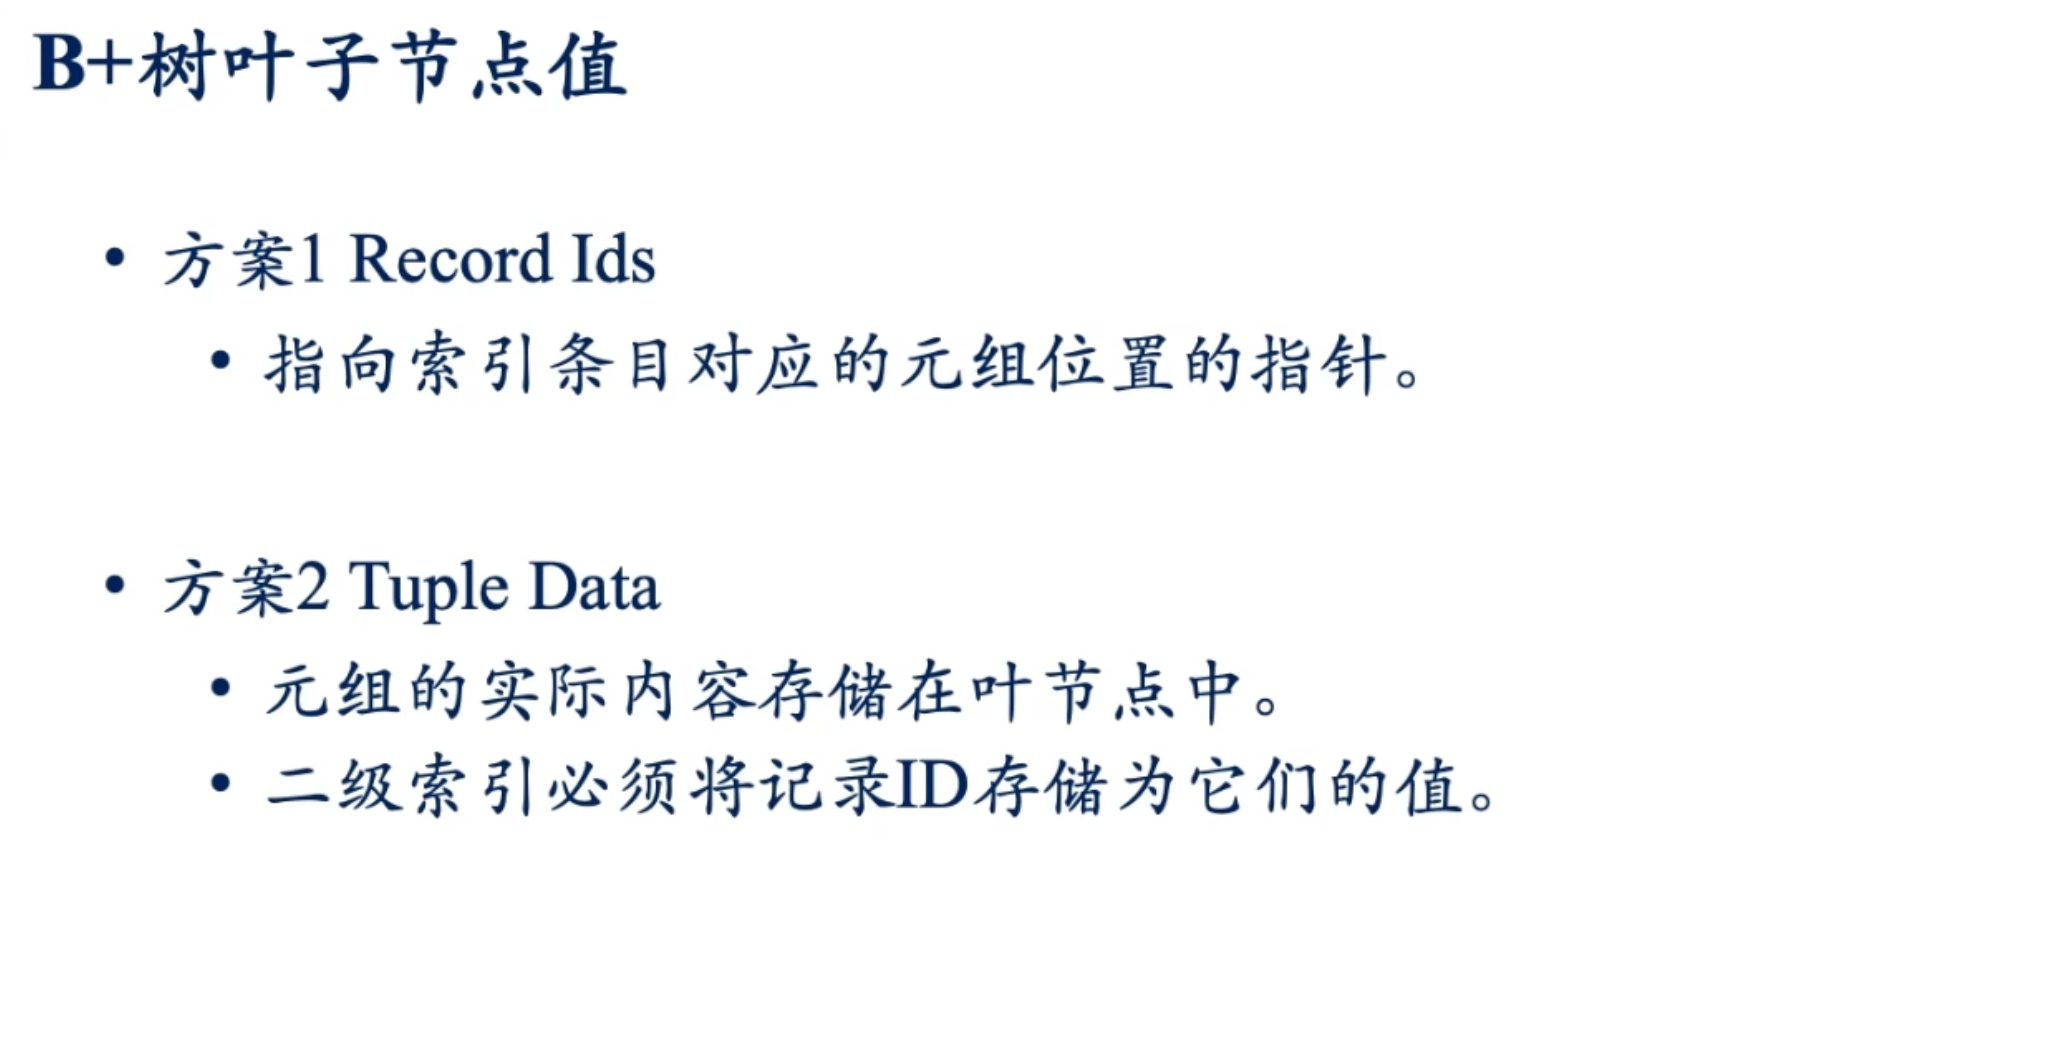 B+树叶子节点值
• 方案1 Record Ids
• 指向索引条目对应的元组位置的指针。
• 方案2 Tuple Data
• 元组的实际内容存储在叶节点中。
• 二级索引必须将记录ID存储为它们的值。